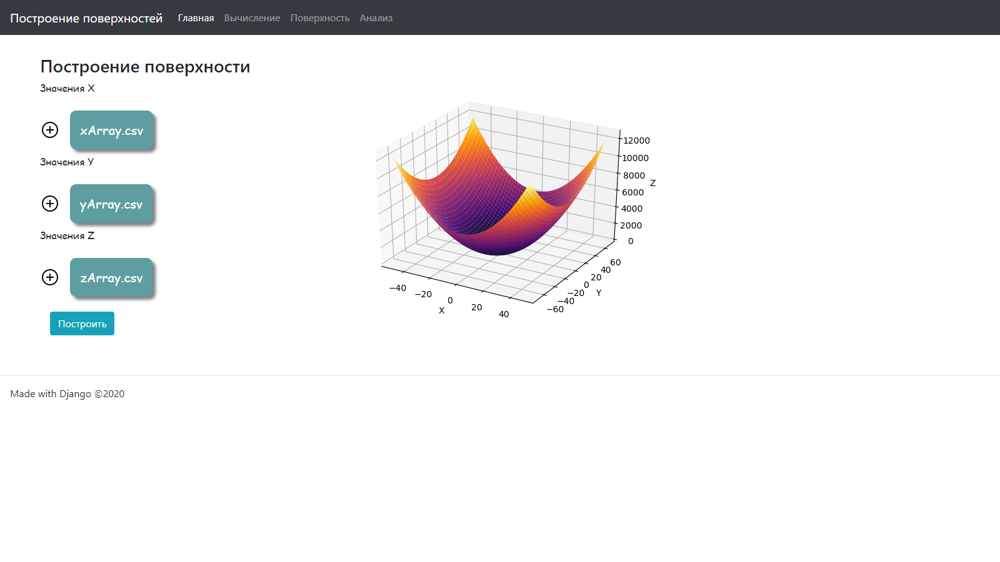 Построение поверхностей Главная Вычисление Поверхность Анализ
Построение поверхности
Значения X
xArray.csv
Значения Y
yArray.csv
Значения Z
zArray.csv
Построить
12000
10000
8000
Z
6000
4000
2000
0
60
40
20
0
−20
Y
−40
−60
−40
−20
0
20
40
X
Made with Django ©2020